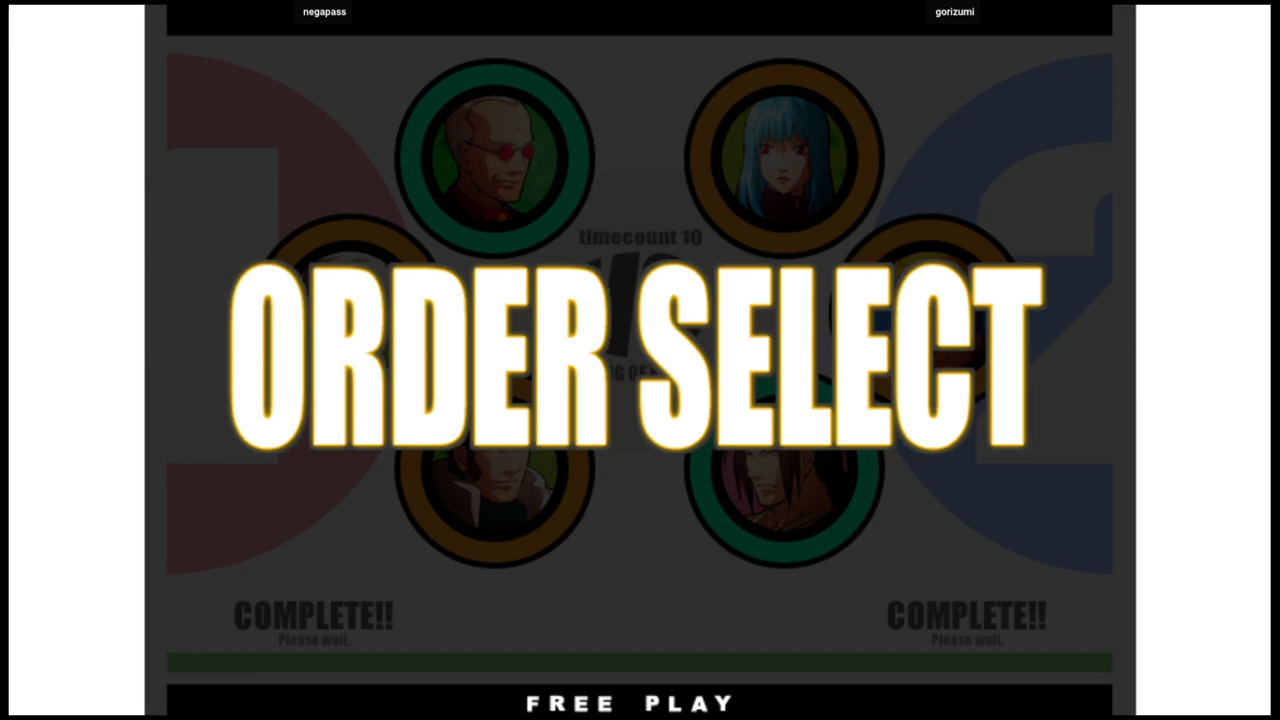 negapass
gorizumi
timecount 10
ORDER SELECT
COMPLETE!!
Please wait.
COMPLETE!!
Please wait.
FREE PLAY